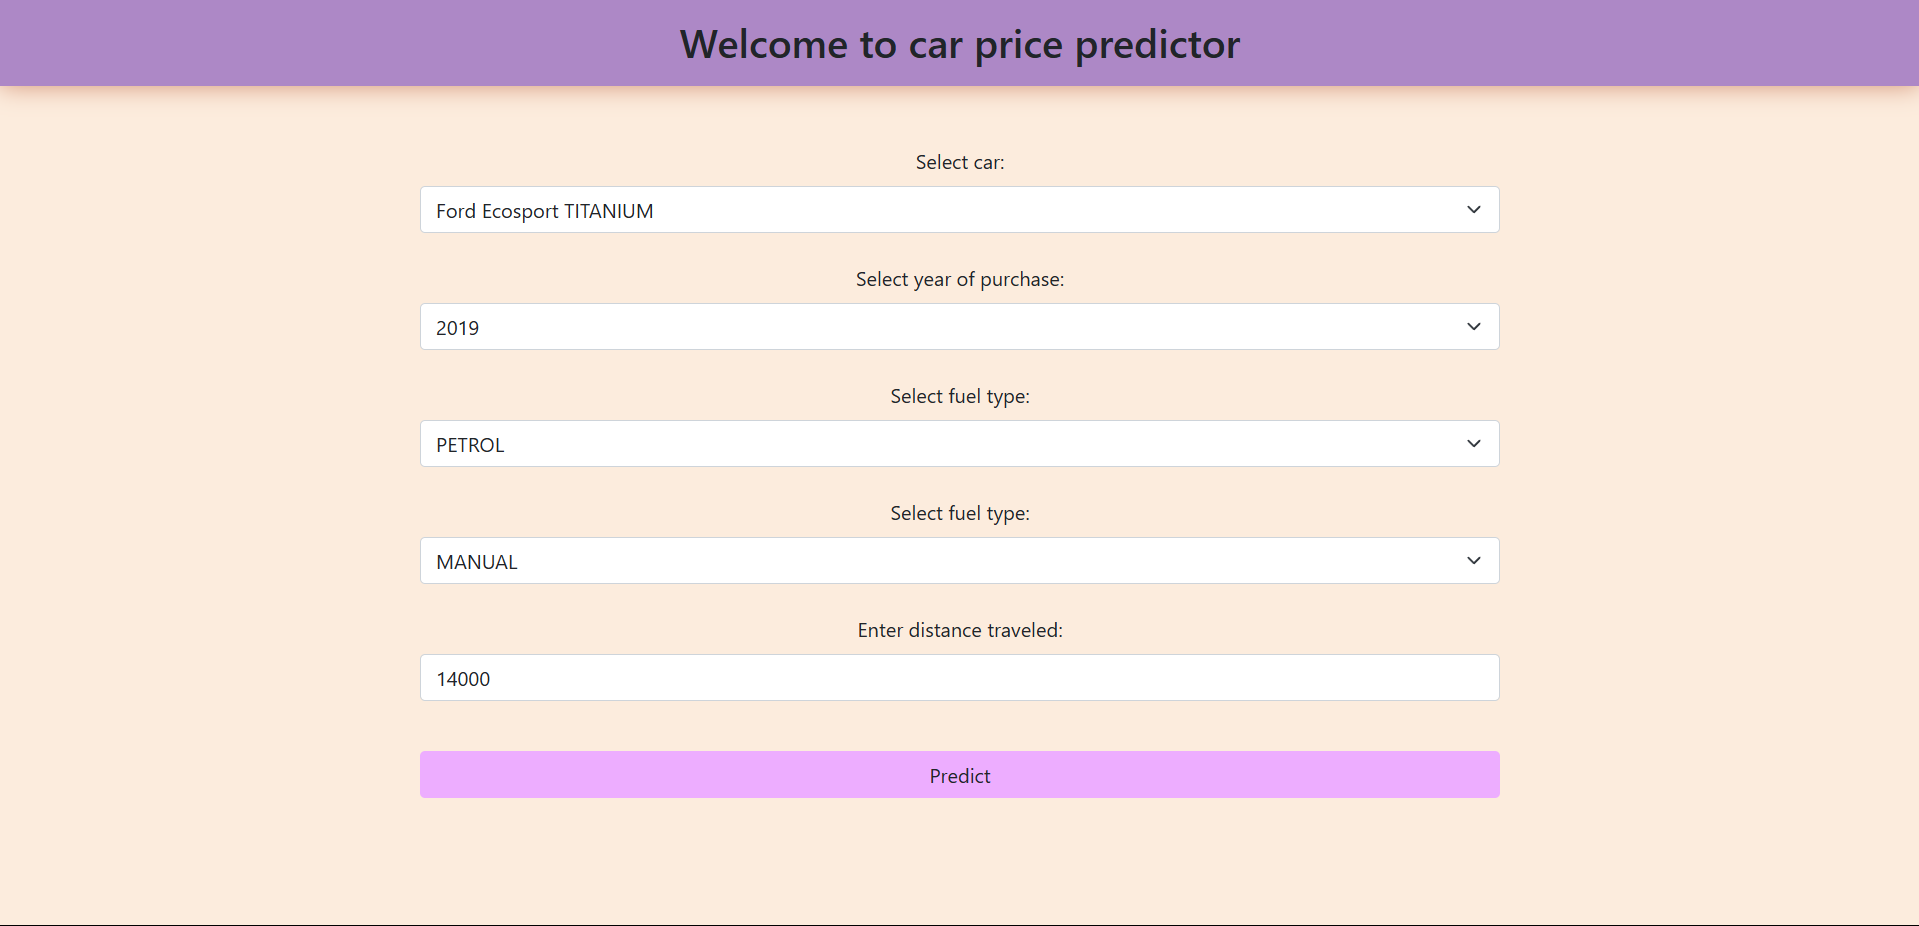 Welcome to car price predictor
Select car:
Ford Ecosport TITANIUM
Select year of purchase:
2019
Select fuel type:
PETROL
Select fuel type:
MANUAL
Enter distance traveled:
14000
Predict